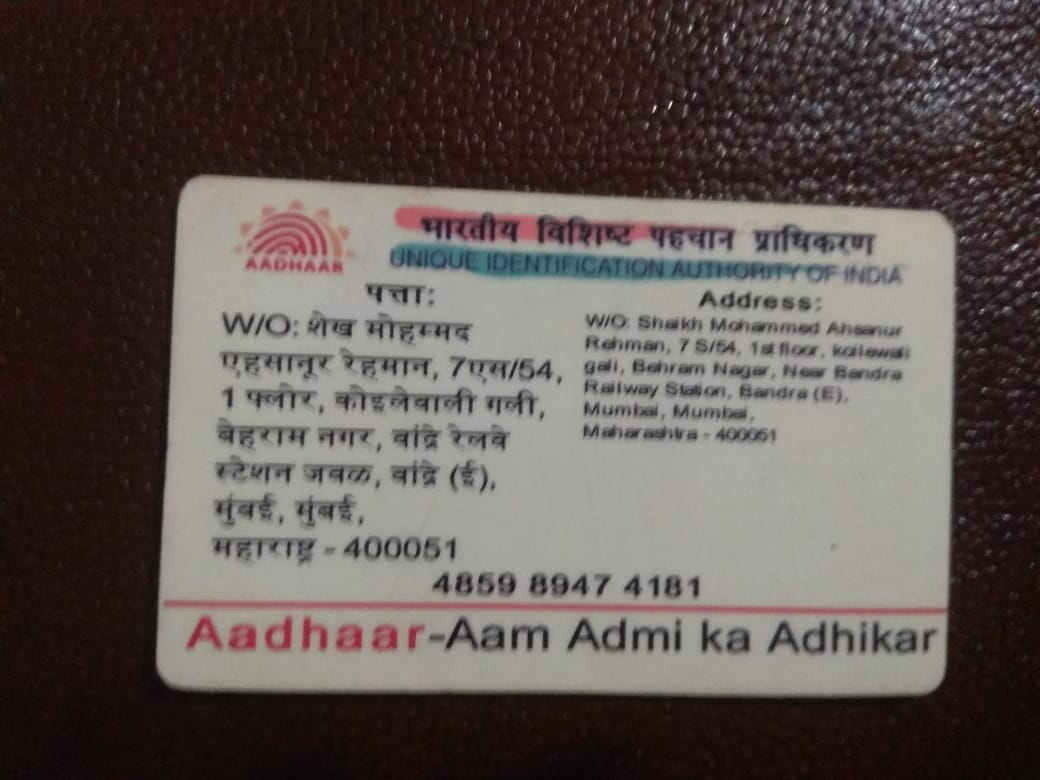 AADHAAR
भारतीय विशिष्ट पहचान प्राधिकरण
UNIQUE IDENTIFICATION AUTHORITY OF INDIA
पत्ता:
W/O: शेख मोहम्मद
एहसानूर रेहमान, 7एस/54,
1 फ्लोर, कोइलेवाली गली,
बेहराम नगर, वांद्रे रेलवे
स्टेशन जवळ, वांद्रे (ई),
मुंबई, मुंबई,
महाराष्ट्र - 400051
Address:
W/O: Shaikh Mohammed Ahsanur
Rehman, 7 S/54, 1st floor, koilewali
gali, Behram Nagar, Near Bandra
Railway Station, Bandra (E),
Mumbai, Mumbai,
Maharashtra - 400051
4859 8947 4181
Aadhaar-Aam Admi ka Adhikar